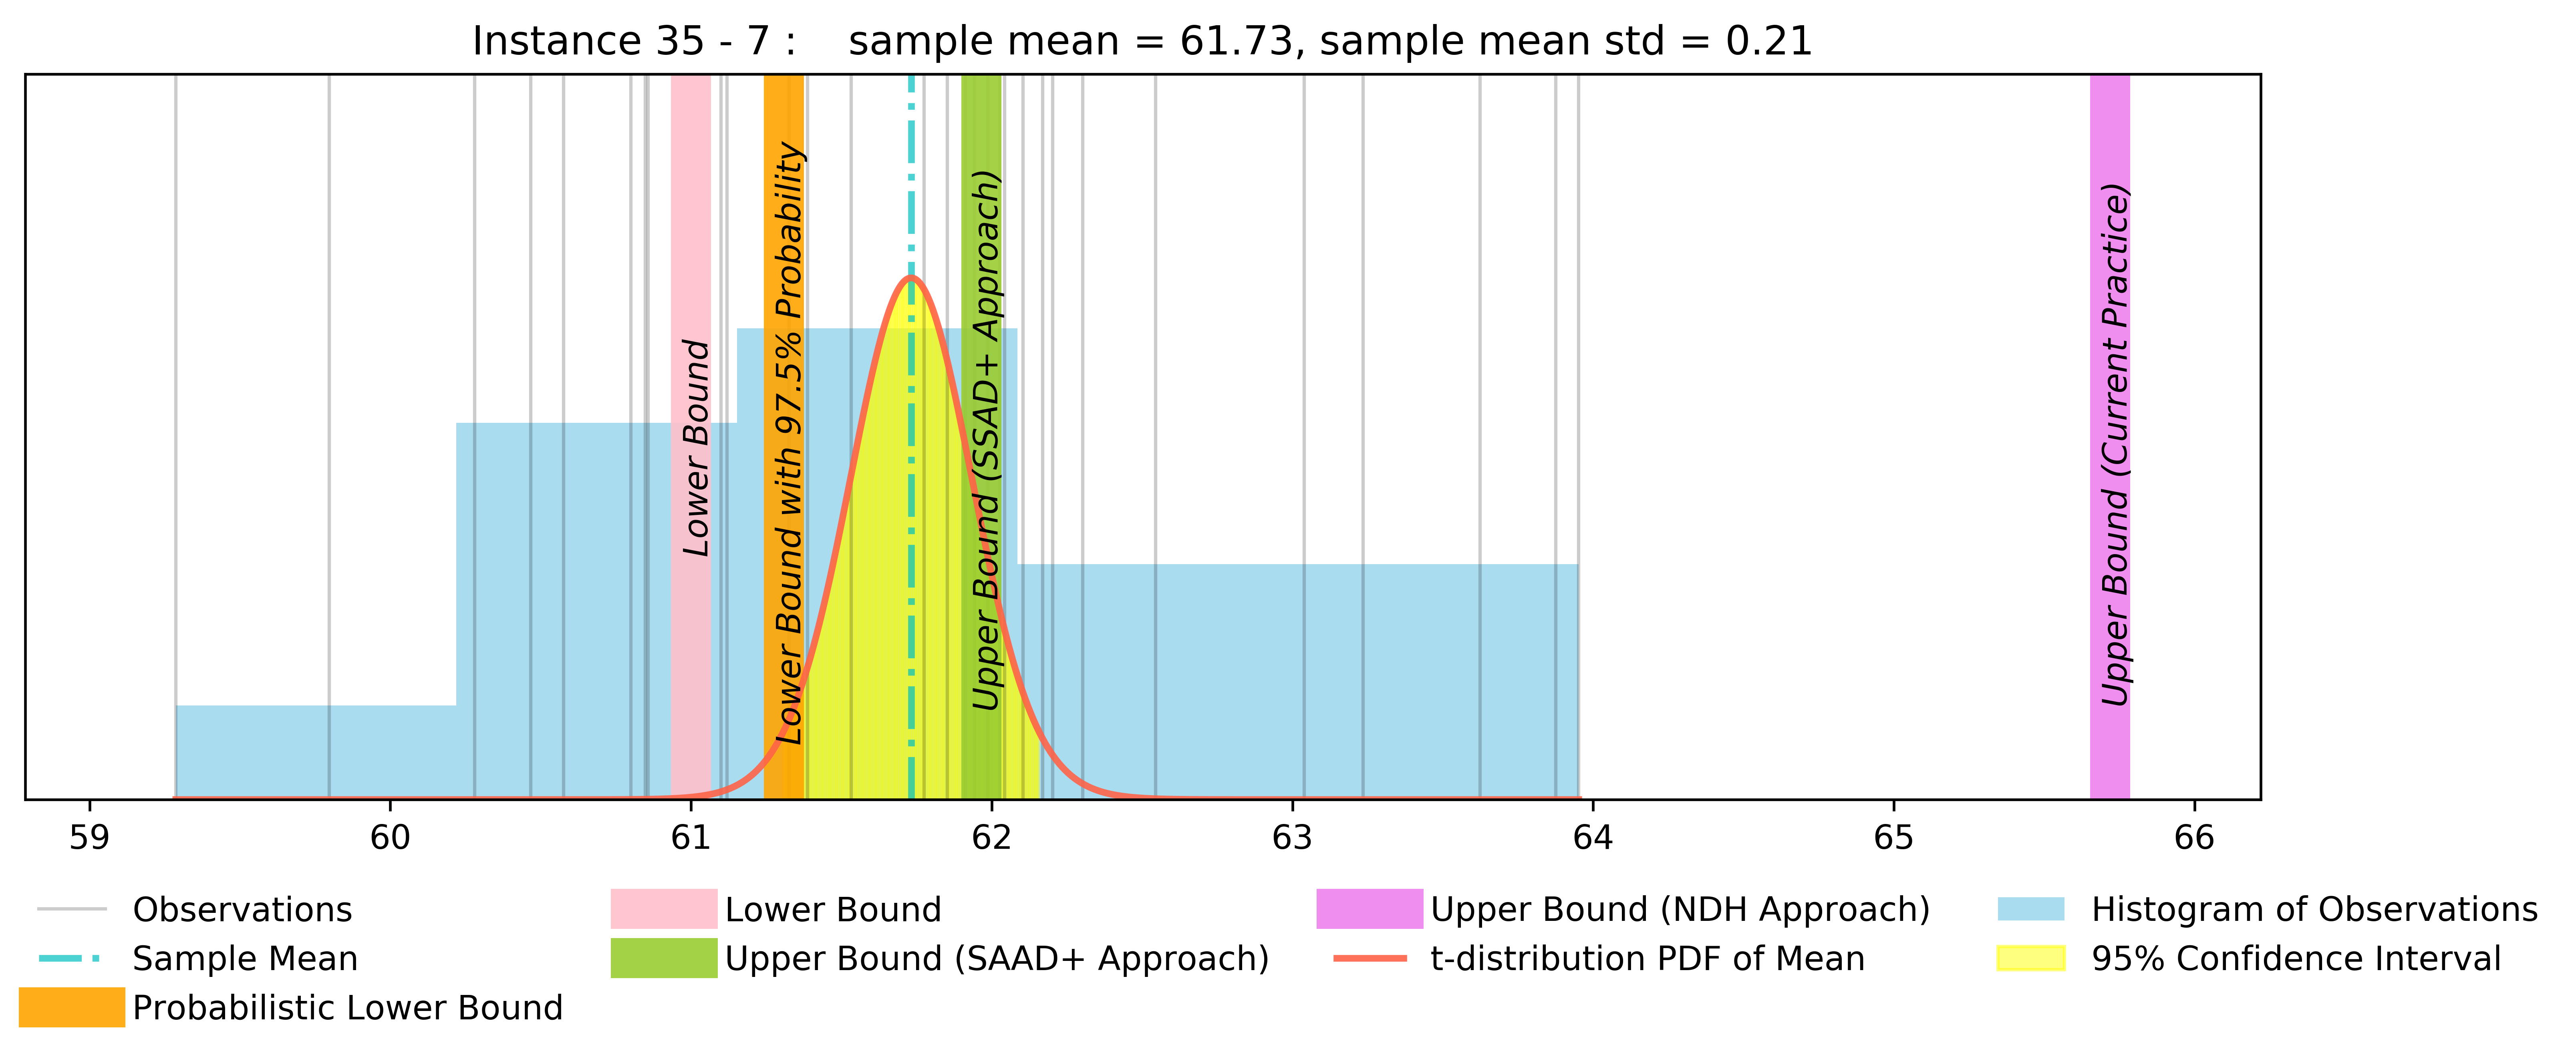 Instance 35 - 7 :    sample mean = 61.73, sample mean std = 0.21
Lower Bound
Lower Bound with 97.5% Probability
Upper Bound (SSAD+ Approach)
Upper Bound (Current Practice)
59 60 61 62 63 64 65 66
Observations
Sample Mean
Probabilistic Lower Bound
Lower Bound
Upper Bound (SAAD+ Approach)
Upper Bound (NDH Approach)
t-distribution PDF of Mean
Histogram of Observations
95% Confidence Interval